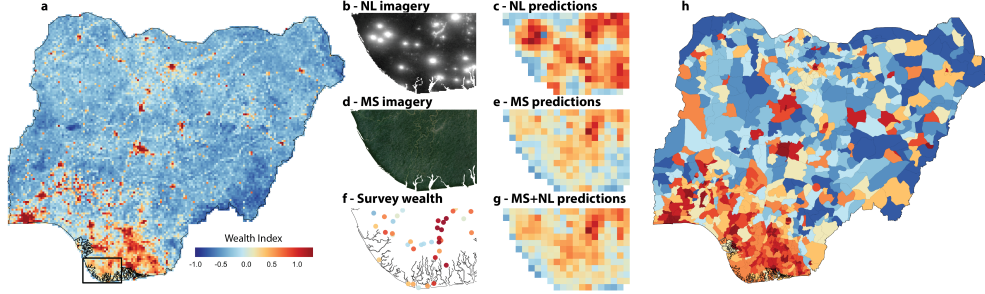 a
b - NL imagery
c - NL predictions
h
d - MS imagery
e - MS predictions
f - Survey wealth
g - MS+NL predictions
Wealth Index
-1.0 -0.5 0.0 0.5 1.0